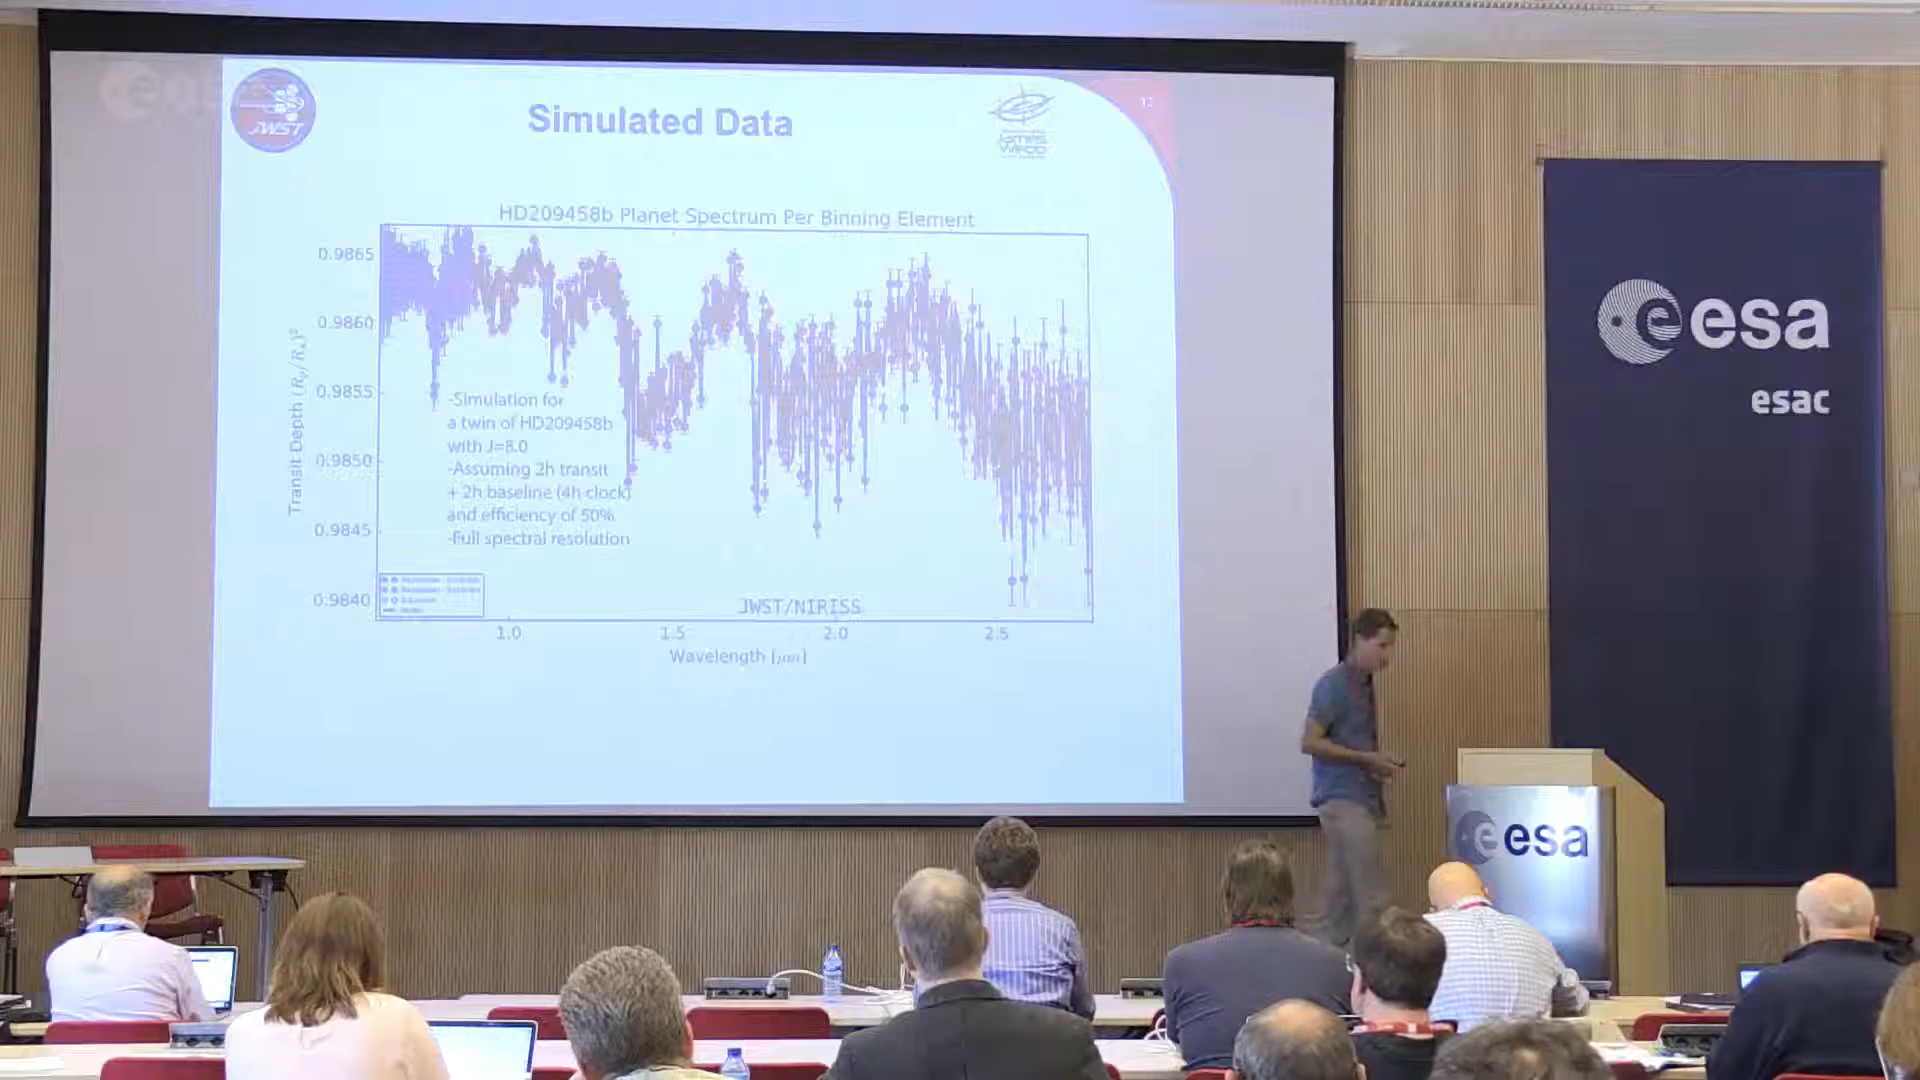 esa
JWST
Simulated Data
James
Webb
HD209458b Planet Spectrum Per Binning Element
Transit Depth (Rp/R*)²
0.9865
0.9860
0.9855
0.9850
0.9845
0.9840
-Simulation for
a twin of HD209458b
with J=8.0
-Assuming 2h transit
+ 2h baseline (4h clock)
and efficiency of 50%
-Full spectral resolution
JWST/NIRISS
1.0
1.5
2.0
2.5
Wavelength [μm]
esa
esac
esa